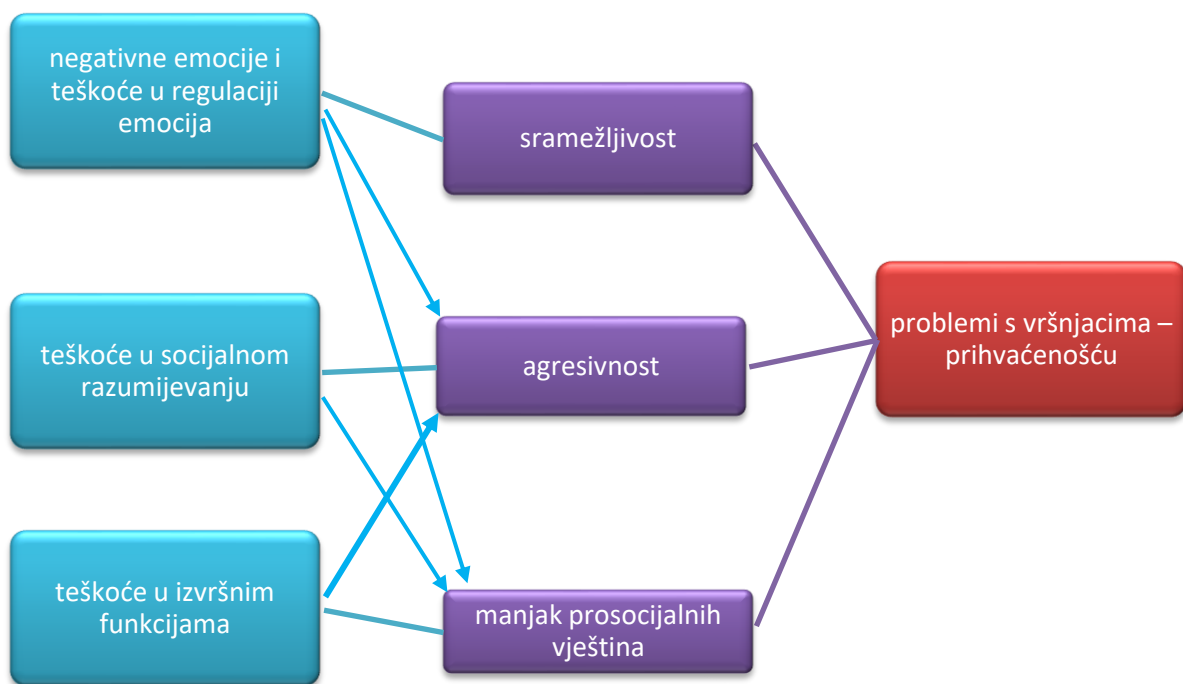 negativne emocije i
teškoće u regulaciji
emocija
sramežljivost
teškoće u socijalnom
razumijevanju
agresivnost
problemi s vršnjacima –
prihvaćenošću
teškoće u izvršnim
funkcijama
manjak prosocijalnih
vještina